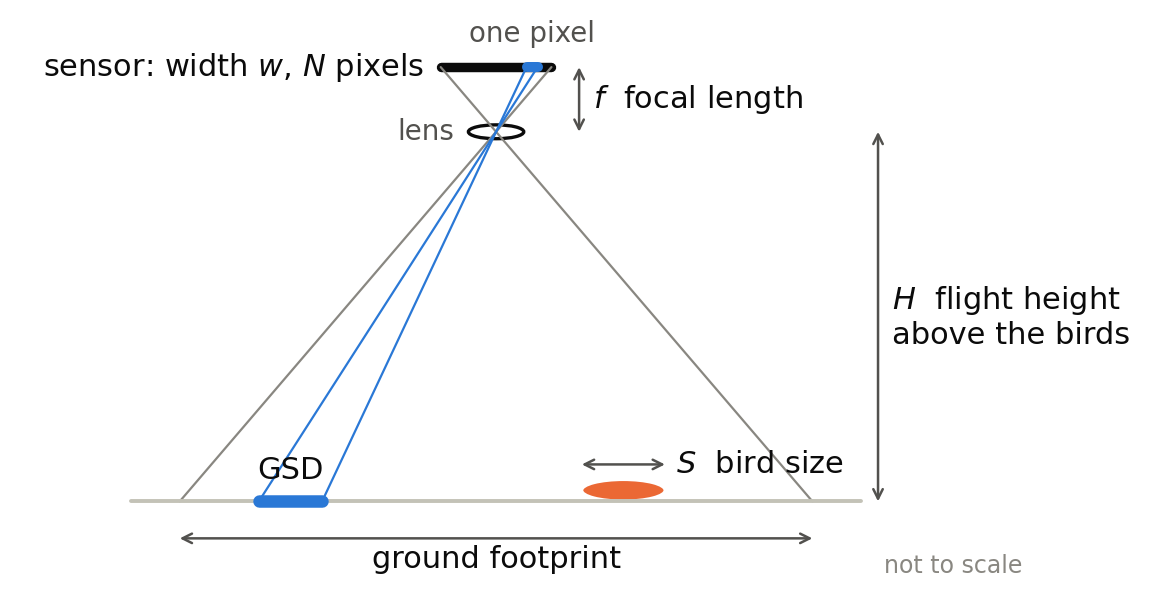 one pixel
sensor: width w, N pixels
f focal length
lens
H flight height
above the birds
GSD
S bird size
ground footprint
not to scale